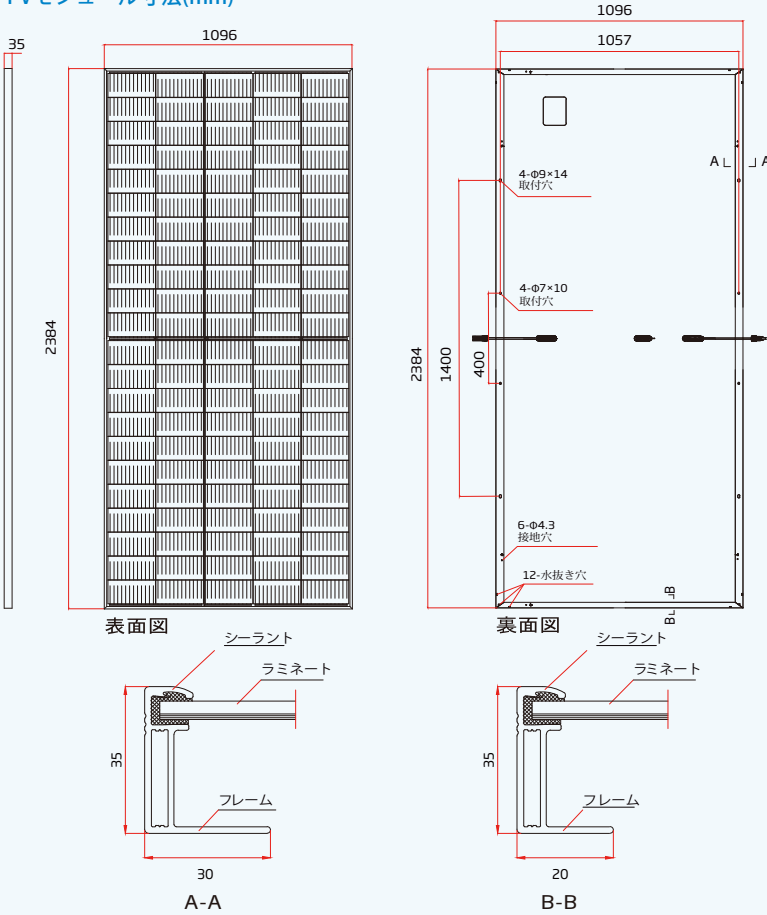 PVモジュール寸法(mm)
35
1096
2384
表面図
1096
1057
A
A
4-Φ9×14
取付穴
4-Φ7×10
取付穴
2384
1400
400
6-Φ4.3
接地穴
12-水抜き穴
B
B
裏面図
シーラント
ラミネート
35
フレーム
30
A-A
シーラント
ラミネート
35
フレーム
20
B-B